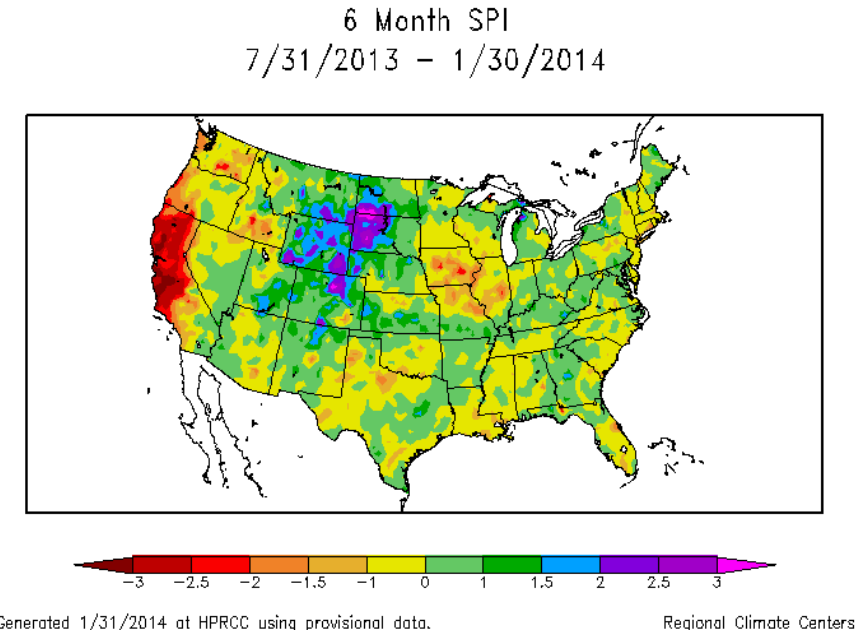 6 Month SPI
7/31/2013 – 1/30/2014
−3 −2.5 −2 −1.5 −1 0 1 1.5 2 2.5 3
Generated 1/31/2014 at HPRCC using provisional data. Regional Climate Centers